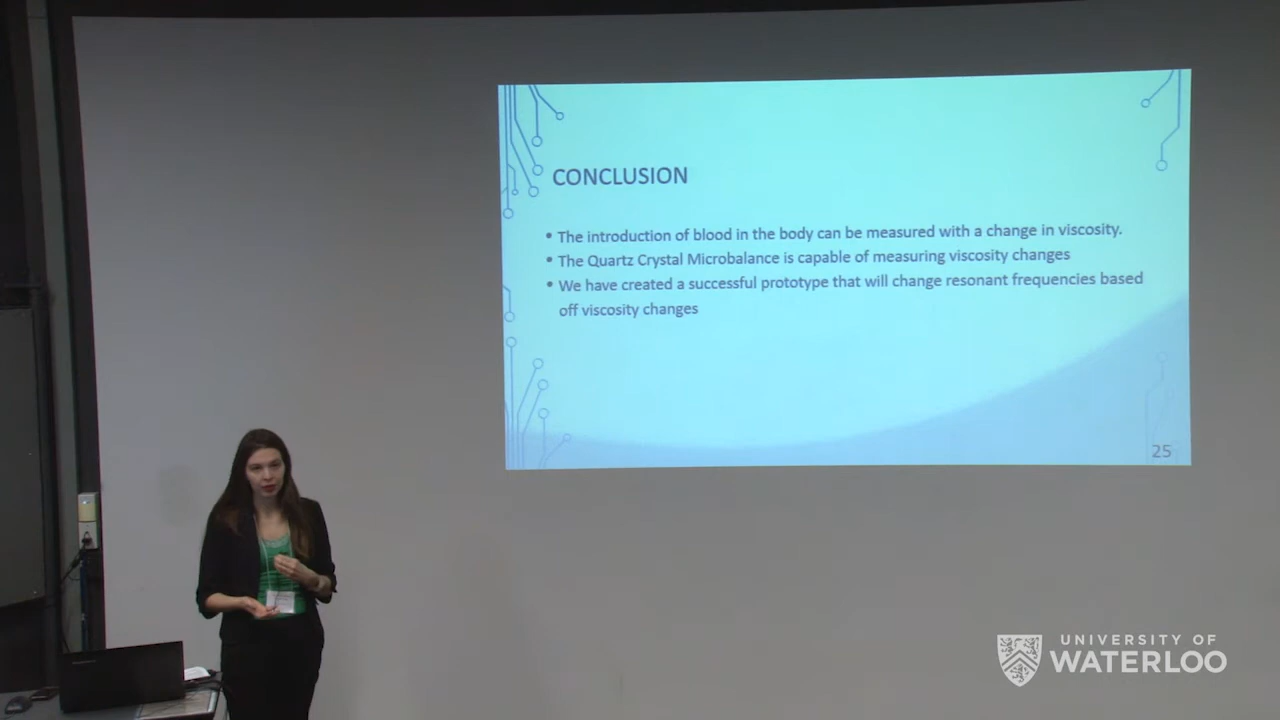 CONCLUSION
• The introduction of blood in the body can be measured with a change in viscosity.
• The Quartz Crystal Microbalance is capable of measuring viscosity changes
• We have created a successful prototype that will change resonant frequencies based
off viscosity changes
25
UNIVERSITY OF
WATERLOO